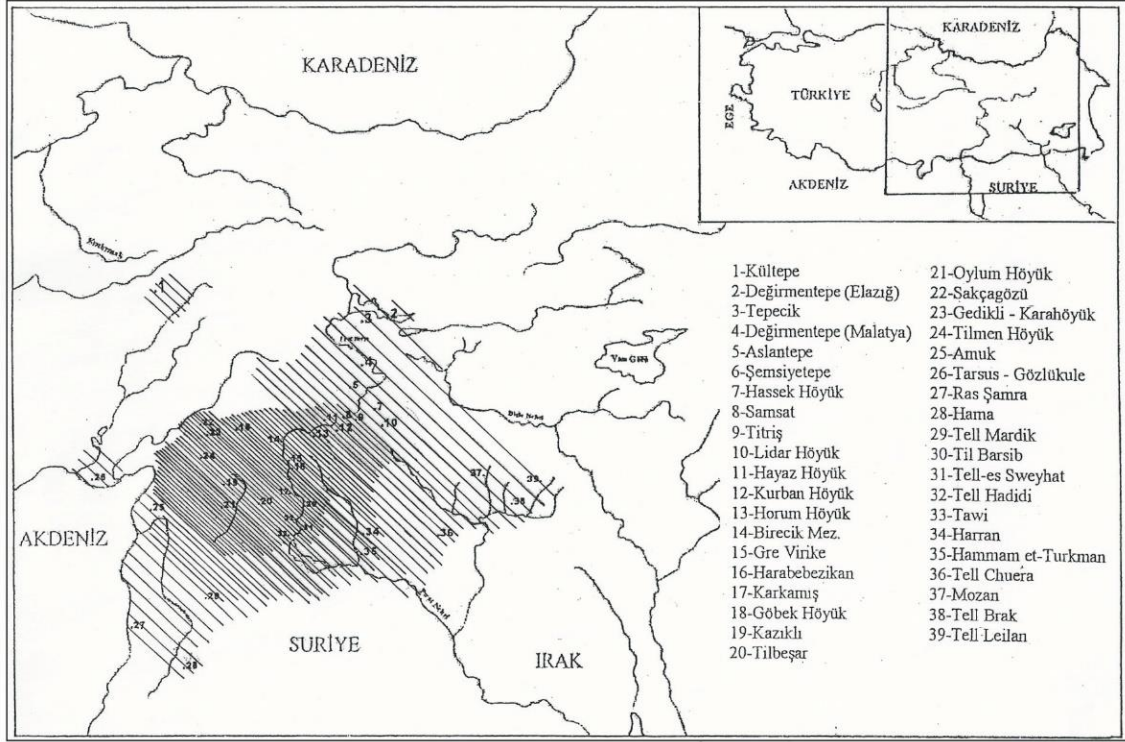 KARADENİZ
KARADENİZ
TÜRKİYE
EGE
AKDENİZ
SURİYE
Van Gölü
Dicle Nehri
Fırat Nehri
AKDENİZ
SURİYE
IRAK
1-Kültepe
2-Değirmentepe (Elazığ)
3-Tepecik
4-Değirmentepe (Malatya)
5-Aslantepe
6-Şemsiyetepe
7-Hassek Höyük
8-Samsat
9-Titriş
10-Lidar Höyük
11-Hayaz Höyük
12-Kurban Höyük
13-Horum Höyük
14-Birecik Mez.
15-Gre Virike
16-Harabebezikan
17-Karkamış
18-Göbek Höyük
19-Kazıklı
20-Tilbeşar
21-Oylum Höyük
22-Sakçagözü
23-Gedikli - Karahöyük
24-Tilmen Höyük
25-Amuk
26-Tarsus - Gözlükule
27-Ras Şamra
28-Hama
29-Tell Mardik
30-Til Barsib
31-Tell-es Sweyhat
32-Tell Hadidi
33-Tawi
34-Harran
35-Hammam et-Turkman
36-Tell Chuera
37-Mozan
38-Tell Brak
39-Tell Leilan